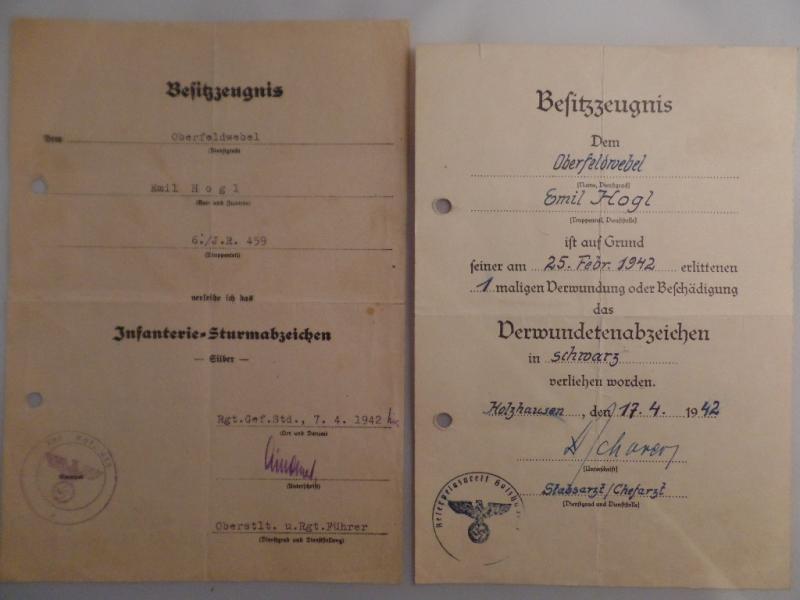 Besitzzeugnis
Dem
Oberfeldwebel
(Dienstgrad)
Emil Hogl
(Vor- und Zuname)
6./J.R. 459
(Truppenteil)
verleihe ich das
Infanterie-Sturmabzeichen
— Silber —
Rgt.Gef.Std., 7. 4. 1942
(Ort und Datum)
(Unterschrift)
Oberstlt. u.Rgt.Führer
(Dienstgrad und Dienststellung)
Besitzzeugnis
Dem
Oberfeldwebel
(Name, Dienstgrad)
Emil Hogl
(Truppenteil, Dienststelle)
ist auf Grund
seiner am 25. Febr. 1942 erlittenen
1 maligen Verwundung oder Beschädigung
das
Verwundetenabzeichen
in schwarz
verliehen worden.
Holzhausen, den 17. 4. 1942
(Unterschrift)
Stabsarzt/Chefarzt
(Dienstgrad und Dienststelle)